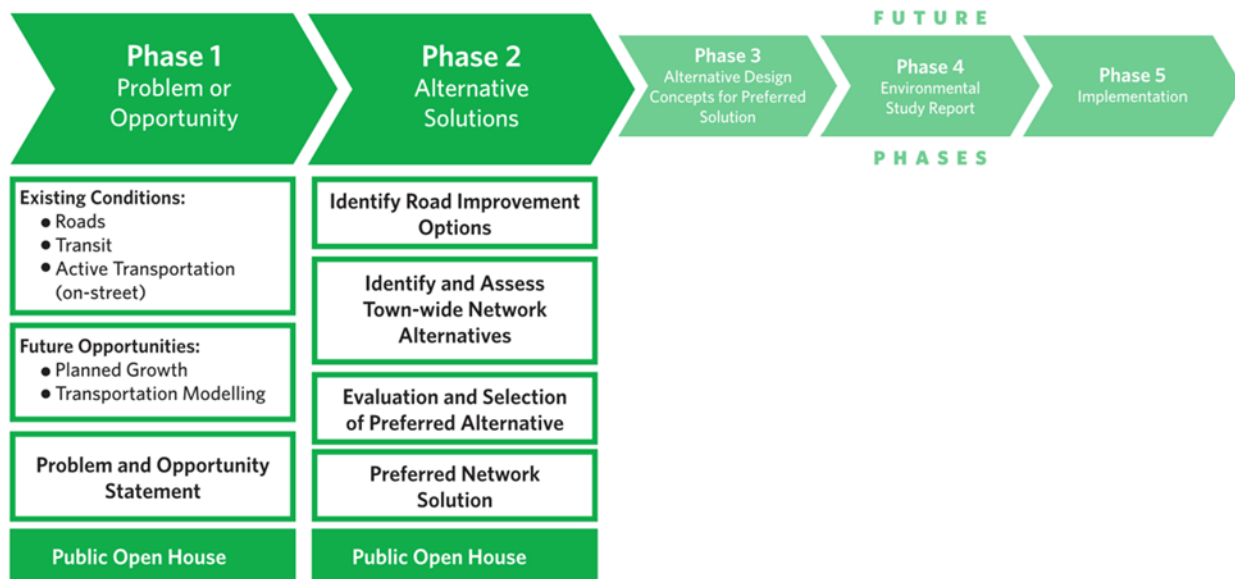 FUTURE
Phase 1
Problem or
Opportunity
Phase 2
Alternative
Solutions
Phase 3
Alternative Design
Concepts for Preferred
Solution
Phase 4
Environmental
Study Report
Phase 5
Implementation
PHASES
Existing Conditions:
● Roads
● Transit
● Active Transportation
(on-street)
Future Opportunities:
● Planned Growth
● Transportation Modelling
Problem and Opportunity
Statement
Public Open House
Identify Road Improvement
Options
Identify and Assess
Town-wide Network
Alternatives
Evaluation and Selection
of Preferred Alternative
Preferred Network
Solution
Public Open House